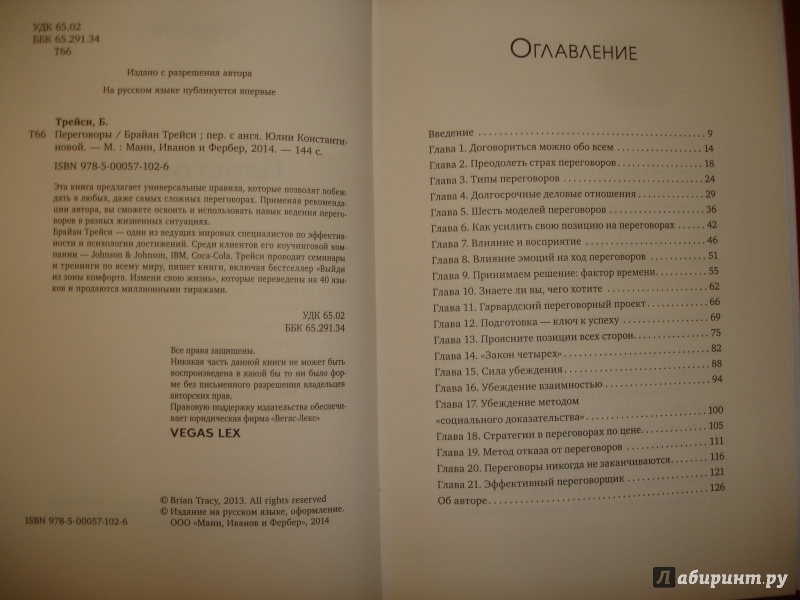 УДК 65.02
ББК 65.291.34
Т66
Издано с разрешения автора
На русском языке публикуется впервые
Трейси, Б.
Т66 Переговоры / Брайан Трейси ; пер. с англ. Юлии Константи-
новой. — М. : Манн, Иванов и Фербер, 2014. — 144 с.
ISBN 978-5-00057-102-6
Эта книга предлагает универсальные правила, которые позволят побеж-
дать в любых, даже самых сложных переговорах. Применяя рекоменда-
ции автора, вы сможете освоить и использовать навык ведения перего-
воров в разных жизненных ситуациях.
Брайан Трейси — один из ведущих мировых специалистов по эффектив-
ности и психологии достижений. Среди клиентов его коучинговой ком-
пании — Johnson & Johnson, IBM, Coca-Cola. Трейси проводит семинары
и тренинги по всему миру, пишет книги, включая бестселлер «Выйди
из зоны комфорта. Измени свою жизнь», которые переведены на 40 язы-
ков и продаются миллионными тиражами.
УДК 65.02
ББК 65.291.34
Все права защищены.
Никакая часть данной книги не может быть
воспроизведена в какой бы то ни было фор-
ме без письменного разрешения владельцев
авторских прав.
Правовую поддержку издательства обеспечи-
вает юридическая фирма «Вегас-Лекс»
VEGAS LEX
© Brian Tracy, 2013. All rights reserved
© Издание на русском языке, оформление.
ООО «Манн, Иванов и Фербер», 2014
ISBN 978-5-00057-102-6
Оглавление
Введение 9
Глава 1. Договориться можно обо всем 14
Глава 2. Преодолеть страх переговоров 18
Глава 3. Типы переговоров 24
Глава 4. Долгосрочные деловые отношения 29
Глава 5. Шесть моделей переговоров 36
Глава 6. Как усилить свою позицию на переговорах 42
Глава 7. Влияние и восприятие 46
Глава 8. Влияние эмоций на ход переговоров 51
Глава 9. Принимаем решение: фактор времени 55
Глава 10. Знаете ли вы, чего хотите 62
Глава 11. Гарвардский переговорный проект 66
Глава 12. Подготовка — ключ к успеху 69
Глава 13. Проясните позиции всех сторон 75
Глава 14. «Закон четырех» 82
Глава 15. Сила убеждения 88
Глава 16. Убеждение взаимностью 94
Глава 17. Убеждение методом
«социального доказательства» 100
Глава 18. Стратегии в переговорах по цене 105
Глава 19. Метод отказа от переговоров 111
Глава 20. Переговоры никогда не заканчиваются 116
Глава 21. Эффективный переговорщик 121
Об авторе 126
Лабиринт.ру